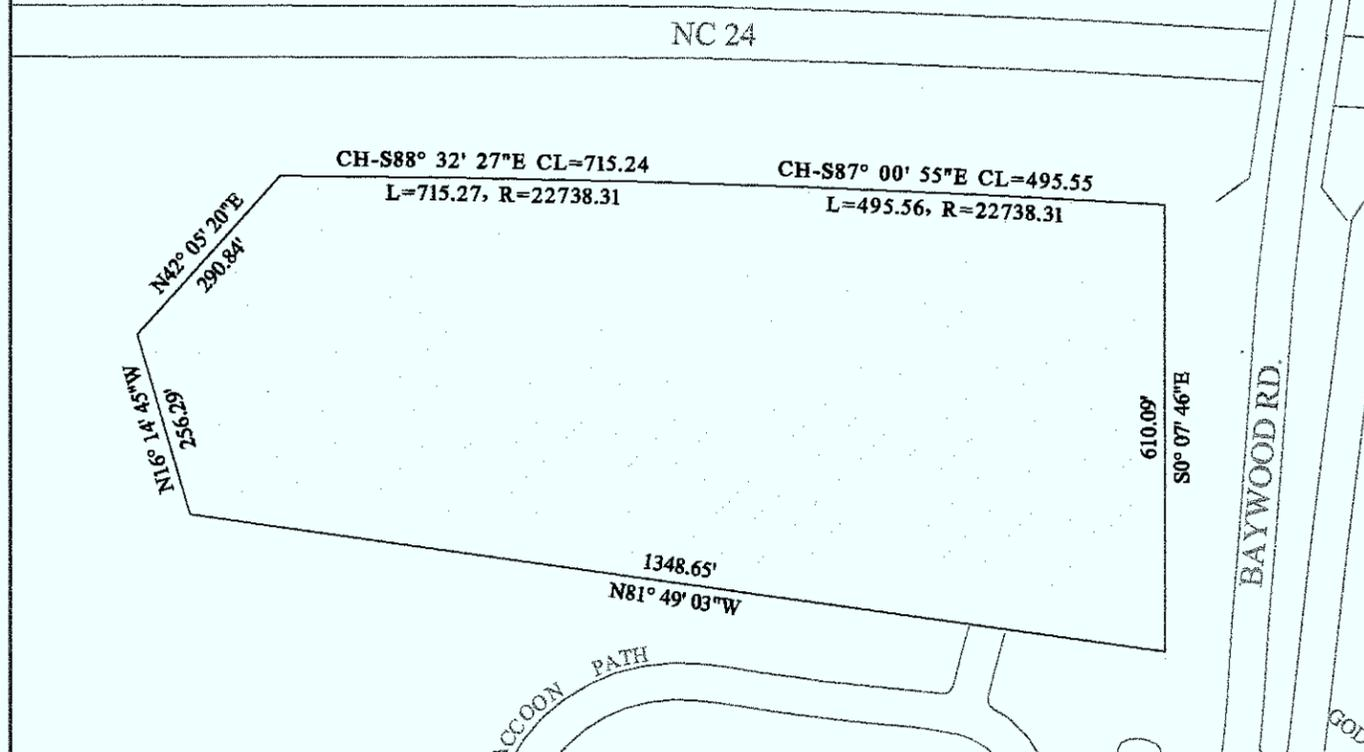 NC 24
CH-S88° 32' 27"E CL=715.24
L=715.27, R=22738.31
CH-S87° 00' 55"E CL=495.55
L=495.56, R=22738.31
N42° 05' 20"E
290.84'
N16° 14' 45"W
256.29'
610.09'
S0° 07' 46"E
BAYWOOD RD.
1348.65'
N81° 49' 03"W
PATH